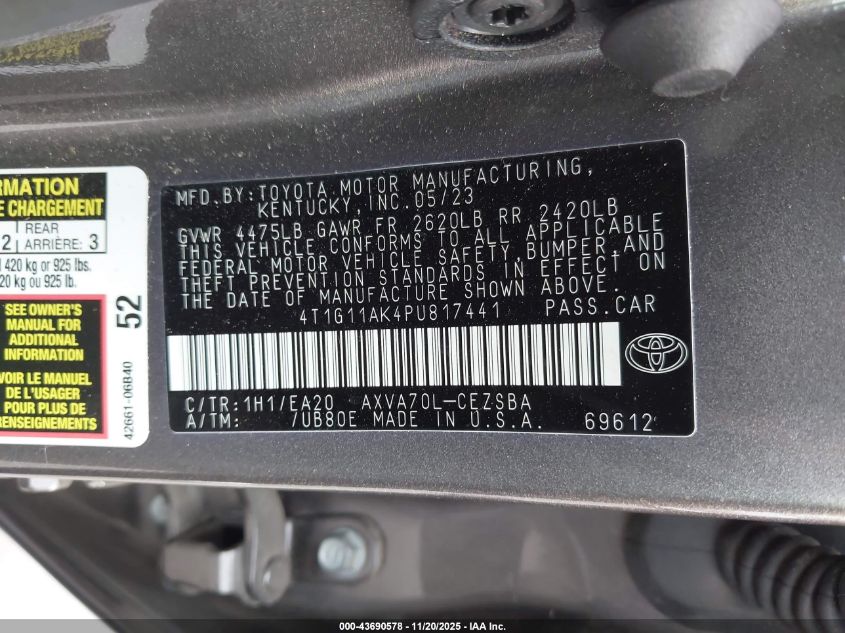 RMATION
E CHARGEMENT
REAR
2 ARRIÈRE: 3
420 kg or 925 lbs.
20 kg ou 925 lb.
SEE OWNER'S
MANUAL FOR
ADDITIONAL
INFORMATION
VOIR LE MANUEL
DE L'USAGER
POUR PLUS DE
RENSEIGNEMENTS
52
42661-06B40
MFD. BY: TOYOTA MOTOR MANUFACTURING,
KENTUCKY, INC. 05/23
GVWR 4475LB GAWR FR 2620LB RR 2420LB
THIS VEHICLE CONFORMS TO ALL APPLICABLE
FEDERAL MOTOR VEHICLE SAFETY, BUMPER, AND
THEFT PREVENTION STANDARDS IN EFFECT ON
THE DATE OF MANUFACTURE SHOWN ABOVE.
4T1G11AK4PU817441 PASS. CAR
C/TR: 1H1/EA20 AXVA70L-CEZSBA
A/TM: 7UB80E MADE IN U.S.A. 69612
000-43690578 - 11/20/2025 - IAA Inc.